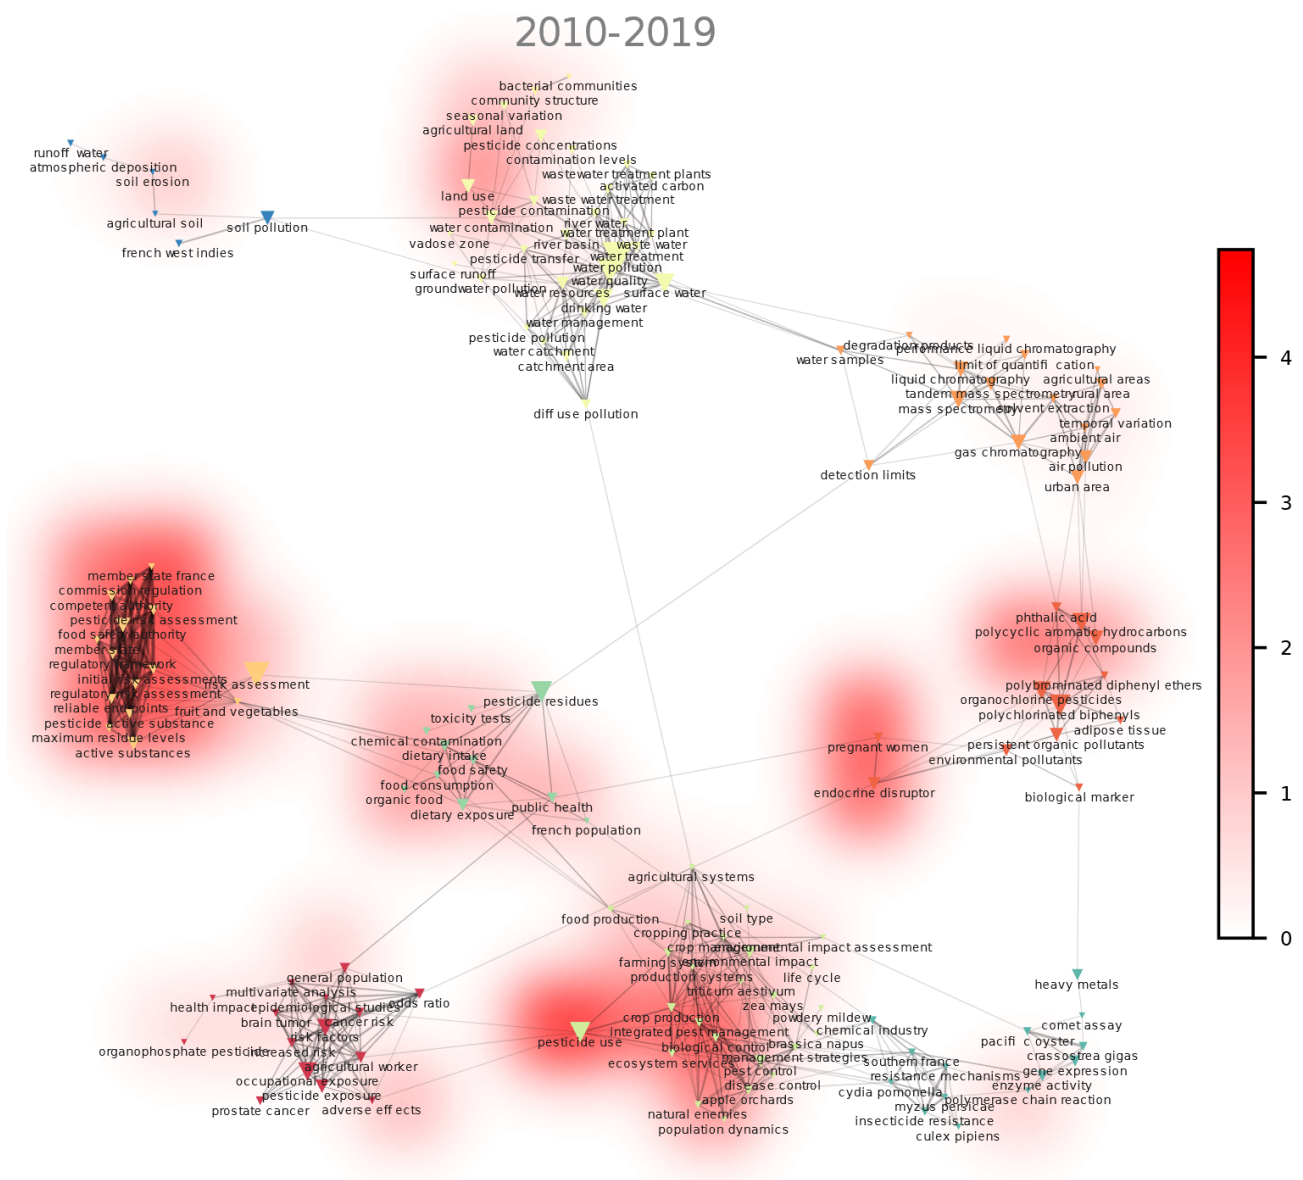 2010-2019
bacterial communities
community structure
seasonal variation
agricultural land
pesticide concentrations
contamination levels
wastewater treatment plants
activated carbon
land use
waste water treatment
pesticide contamination
river water
water contamination
water treatment plant
vadose zone
river basin
waste water
pesticide transfer
water treatment
water pollution
surface runoff
water quality
groundwater pollution
water resources
surface water
drinking water
water management
pesticide pollution
water catchment
catchment area
diff use pollution
runoff water
atmospheric deposition
soil erosion
agricultural soil
soil pollution
french west indies
degradation products
performance liquid chromatography
water samples
limit of quantifi cation
liquid chromatography
agricultural areas
tandem mass spectrometry
rural area
mass spectrometry
solvent extraction
temporal variation
ambient air
gas chromatography
air pollution
detection limits
urban area
4
3
2
1
0
member state france
commission regulation
competent authority
pesticide risk assessment
food safety authority
member state
regulatory framework
initial risk assessments
risk assessment
regulatory risk assessment
reliable endpoints
fruit and vegetables
pesticide active substance
maximum residue levels
active substances
pesticide residues
toxicity tests
chemical contamination
dietary intake
food safety
food consumption
organic food
dietary exposure
public health
french population
phthalic acid
polycyclic aromatic hydrocarbons
organic compounds
polybrominated diphenyl ethers
organochlorine pesticides
polychlorinated biphenyls
adipose tissue
persistent organic pollutants
environmental pollutants
pregnant women
endocrine disruptor
biological marker
agricultural systems
food production
soil type
cropping practice
crop management
environmental impact assessment
farming system
environmental impact
production systems
life cycle
triticum aestivum
zea mays
crop production
powdery mildew
integrated pest management
chemical industry
pesticide use
biological control
brassica napus
ecosystem services
management strategies
pest control
disease control
apple orchards
natural enemies
population dynamics
general population
multivariate analysis
health impact
epidemiological studies
odds ratio
brain tumor
cancer risk
risk factors
organophosphate pesticide
increased risk
agricultural worker
occupational exposure
pesticide exposure
prostate cancer
adverse eff ects
heavy metals
comet assay
pacifi c oyster
crassostrea gigas
southern france
gene expression
resistance mechanisms
enzyme activity
cydia pomonella
polymerase chain reaction
myzus persicae
insecticide resistance
culex pipiens